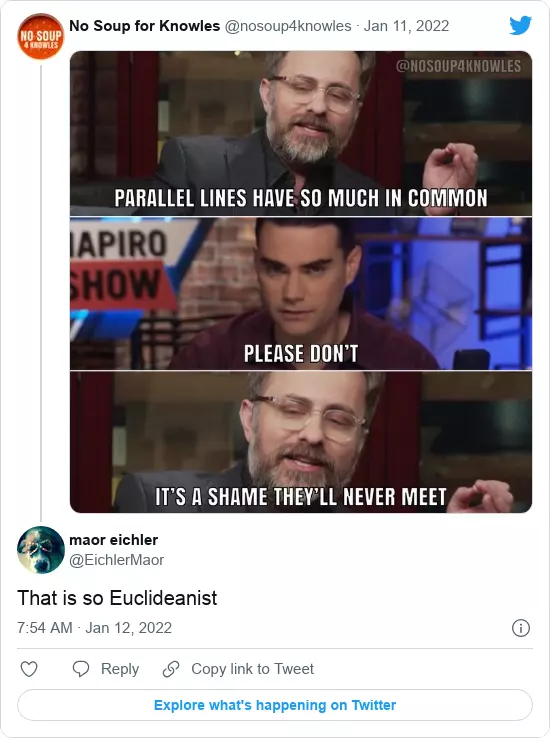 No Soup for Knowles @nosoup4knowles · Jan 11, 2022
NO SOUP
4 KNOWLES
@NOSOUP4KNOWLES
PARALLEL LINES HAVE SO MUCH IN COMMON
APIRO
SHOW
PLEASE DON'T
IT'S A SHAME THEY'LL NEVER MEET
maor eichler
@EichlerMaor
That is so Euclideanist
7:54 AM · Jan 12, 2022
Reply Copy link to Tweet
Explore what's happening on Twitter